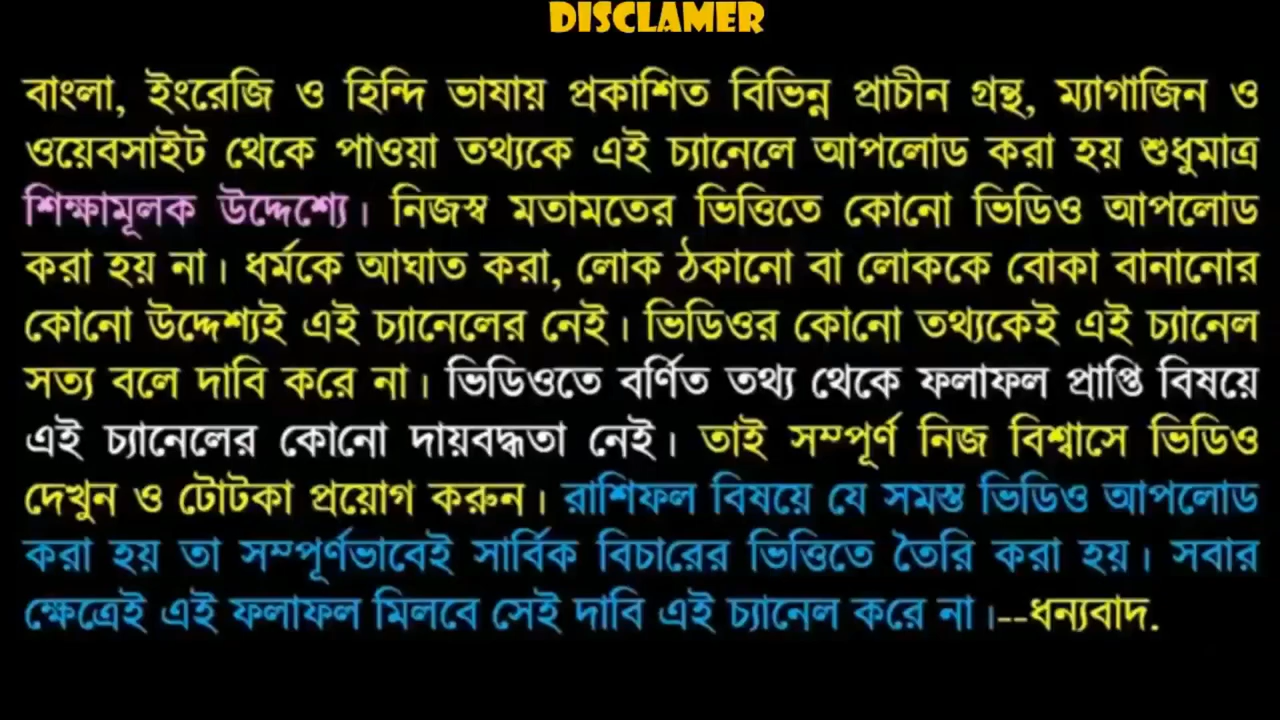 DISCLAMER
বাংলা, ইংরেজি ও হিন্দি ভাষায় প্রকাশিত বিভিন্ন প্রাচীন গ্রন্থ, ম্যাগাজিন ও
ওয়েবসাইট থেকে পাওয়া তথ্যকে এই চ্যানেলে আপলোড করা হয় শুধুমাত্র
শিক্ষামূলক উদ্দেশ্যে। নিজস্ব মতামতের ভিত্তিতে কোনো ভিডিও আপলোড
করা হয় না। ধর্মকে আঘাত করা, লোক ঠকানো বা লোককে বোকা বানানোর
কোনো উদ্দেশ্যই এই চ্যানেলের নেই। ভিডিওর কোনো তথ্যকেই এই চ্যানেল
সত্য বলে দাবি করে না। ভিডিওতে বর্ণিত তথ্য থেকে ফলাফল প্রাপ্তি বিষয়ে
এই চ্যানেলের কোনো দায়বদ্ধতা নেই। তাই সম্পূর্ণ নিজ বিশ্বাসে ভিডিও
দেখুন ও টোটকা প্রয়োগ করুন। রাশিফল বিষয়ে যে সমস্ত ভিডিও আপলোড
করা হয় তা সম্পূর্ণভাবেই সার্বিক বিচারের ভিত্তিতে তৈরি করা হয়। সবার
ক্ষেত্রেই এই ফলাফল মিলবে সেই দাবি এই চ্যানেল করে না।--ধন্যবাদ.